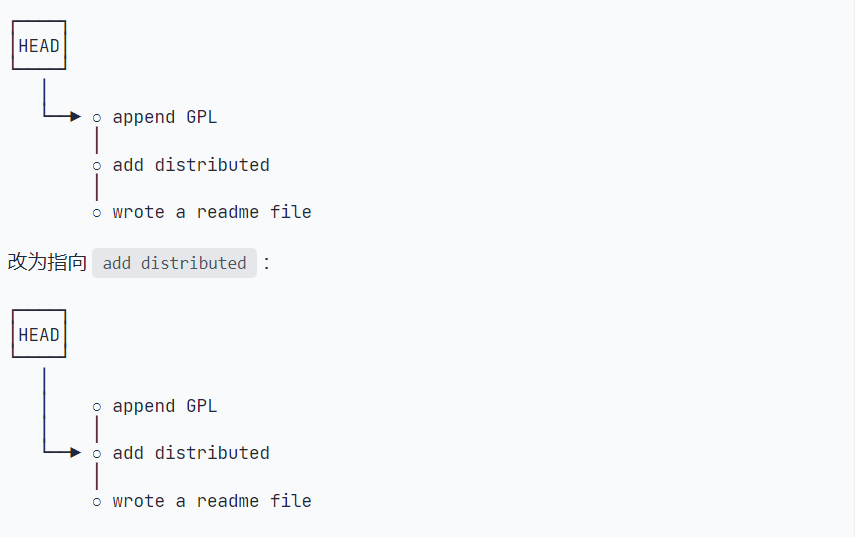 HEAD
append GPL
add distributed
wrote a readme file
改为指向 add distributed：
HEAD
append GPL
add distributed
wrote a readme file